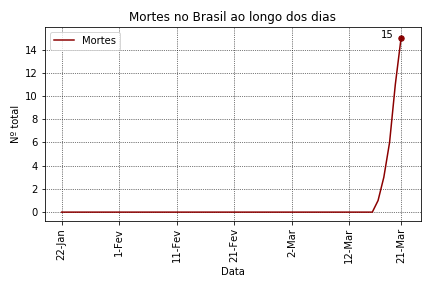 Mortes no Brasil ao longo dos dias
15
Mortes
Nº total
14
12
10
8
6
4
2
0
22-Jan
1-Fev
11-Fev
21-Fev
2-Mar
12-Mar
21-Mar
Data